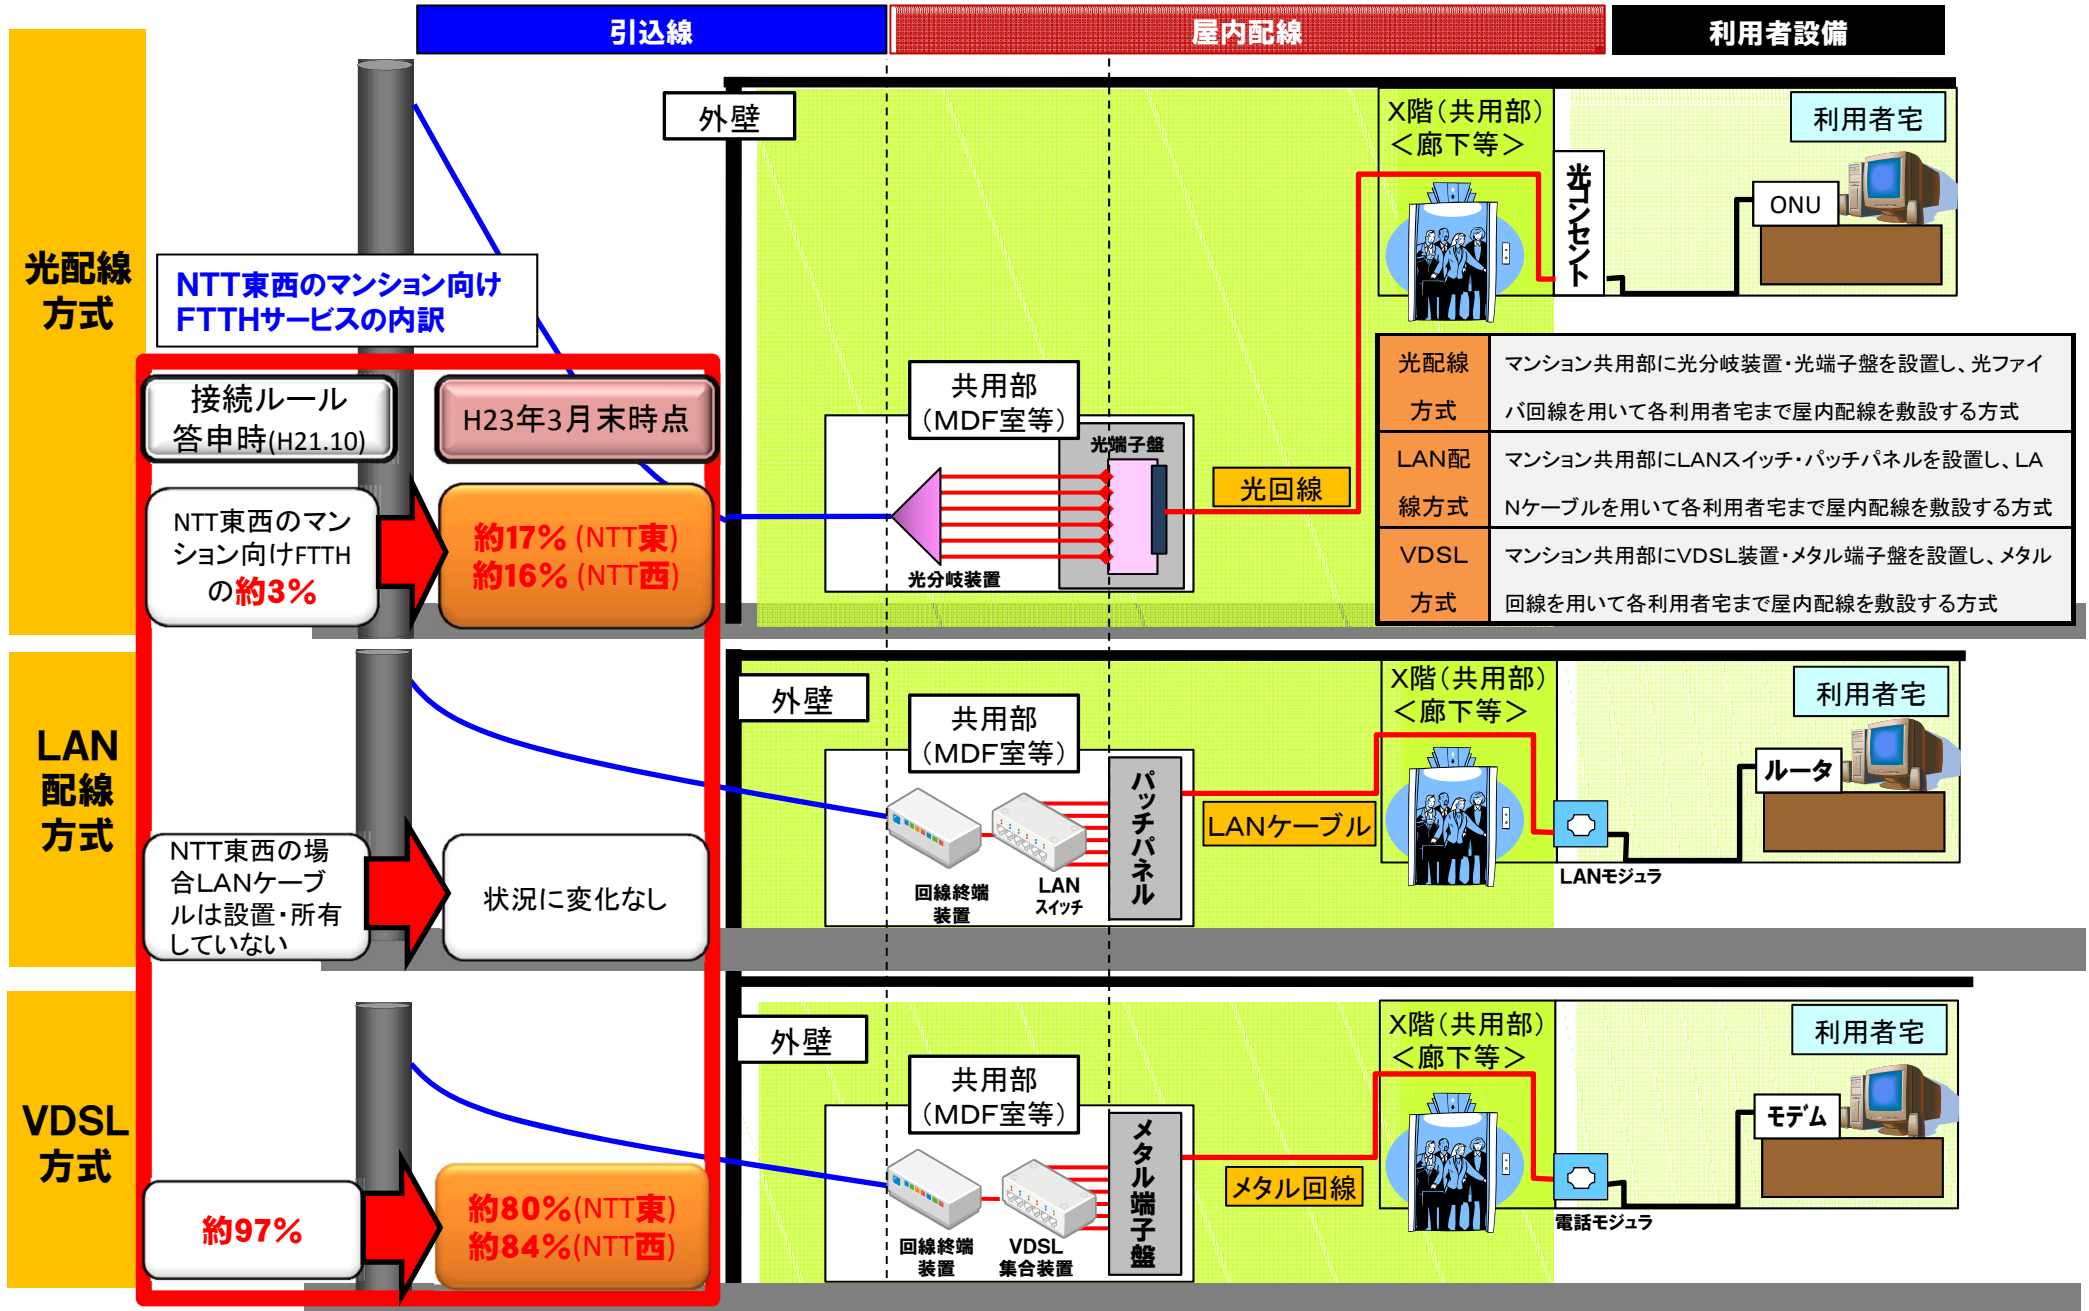 引込線
屋内配線
利用者設備
光配線
方式
外壁
X階(共用部)
＜廊下等＞
利用者宅
光コンセント
ONU
NTT東西のマンション向け
FTTHサービスの内訳
接続ルール
答申時(H21.10)
H23年3月末時点
NTT東西のマン
ション向けFTTH
の約3%
約17% (NTT東)
約16% (NTT西)
共用部
(MDF室等)
光端子盤
光分岐装置
光回線
光配線
方式
マンション共用部に光分岐装置・光端子盤を設置し、光ファイ
バ回線を用いて各利用者宅まで屋内配線を敷設する方式
LAN配
線方式
マンション共用部にLANスイッチ・パッチパネルを設置し、LA
Nケーブルを用いて各利用者宅まで屋内配線を敷設する方式
VDSL
方式
マンション共用部にVDSL装置・メタル端子盤を設置し、メタル
回線を用いて各利用者宅まで屋内配線を敷設する方式
LAN
配線
方式
外壁
共用部
(MDF室等)
X階(共用部)
＜廊下等＞
利用者宅
ルータ
パッチパネル
LANケーブル
回線終端
装置
LAN
スイッチ
LANモジュラ
NTT東西の場
合LANケーブ
ルは設置・所有
していない
状況に変化なし
VDSL
方式
外壁
共用部
(MDF室等)
X階(共用部)
＜廊下等＞
利用者宅
モデム
メタル端子盤
メタル回線
回線終端
装置
VDSL
集合装置
電話モジュラ
約97%
約80%(NTT東)
約84%(NTT西)